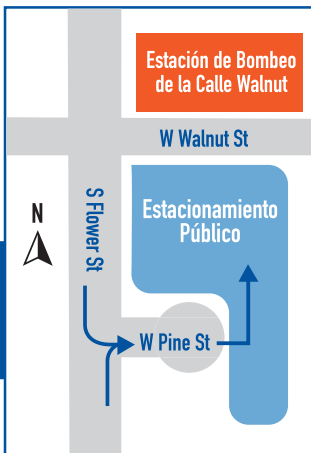 Estación de Bombeo
de la Calle Walnut
W Walnut St
S Flower St
Estacionamiento
Público
N
W Pine St